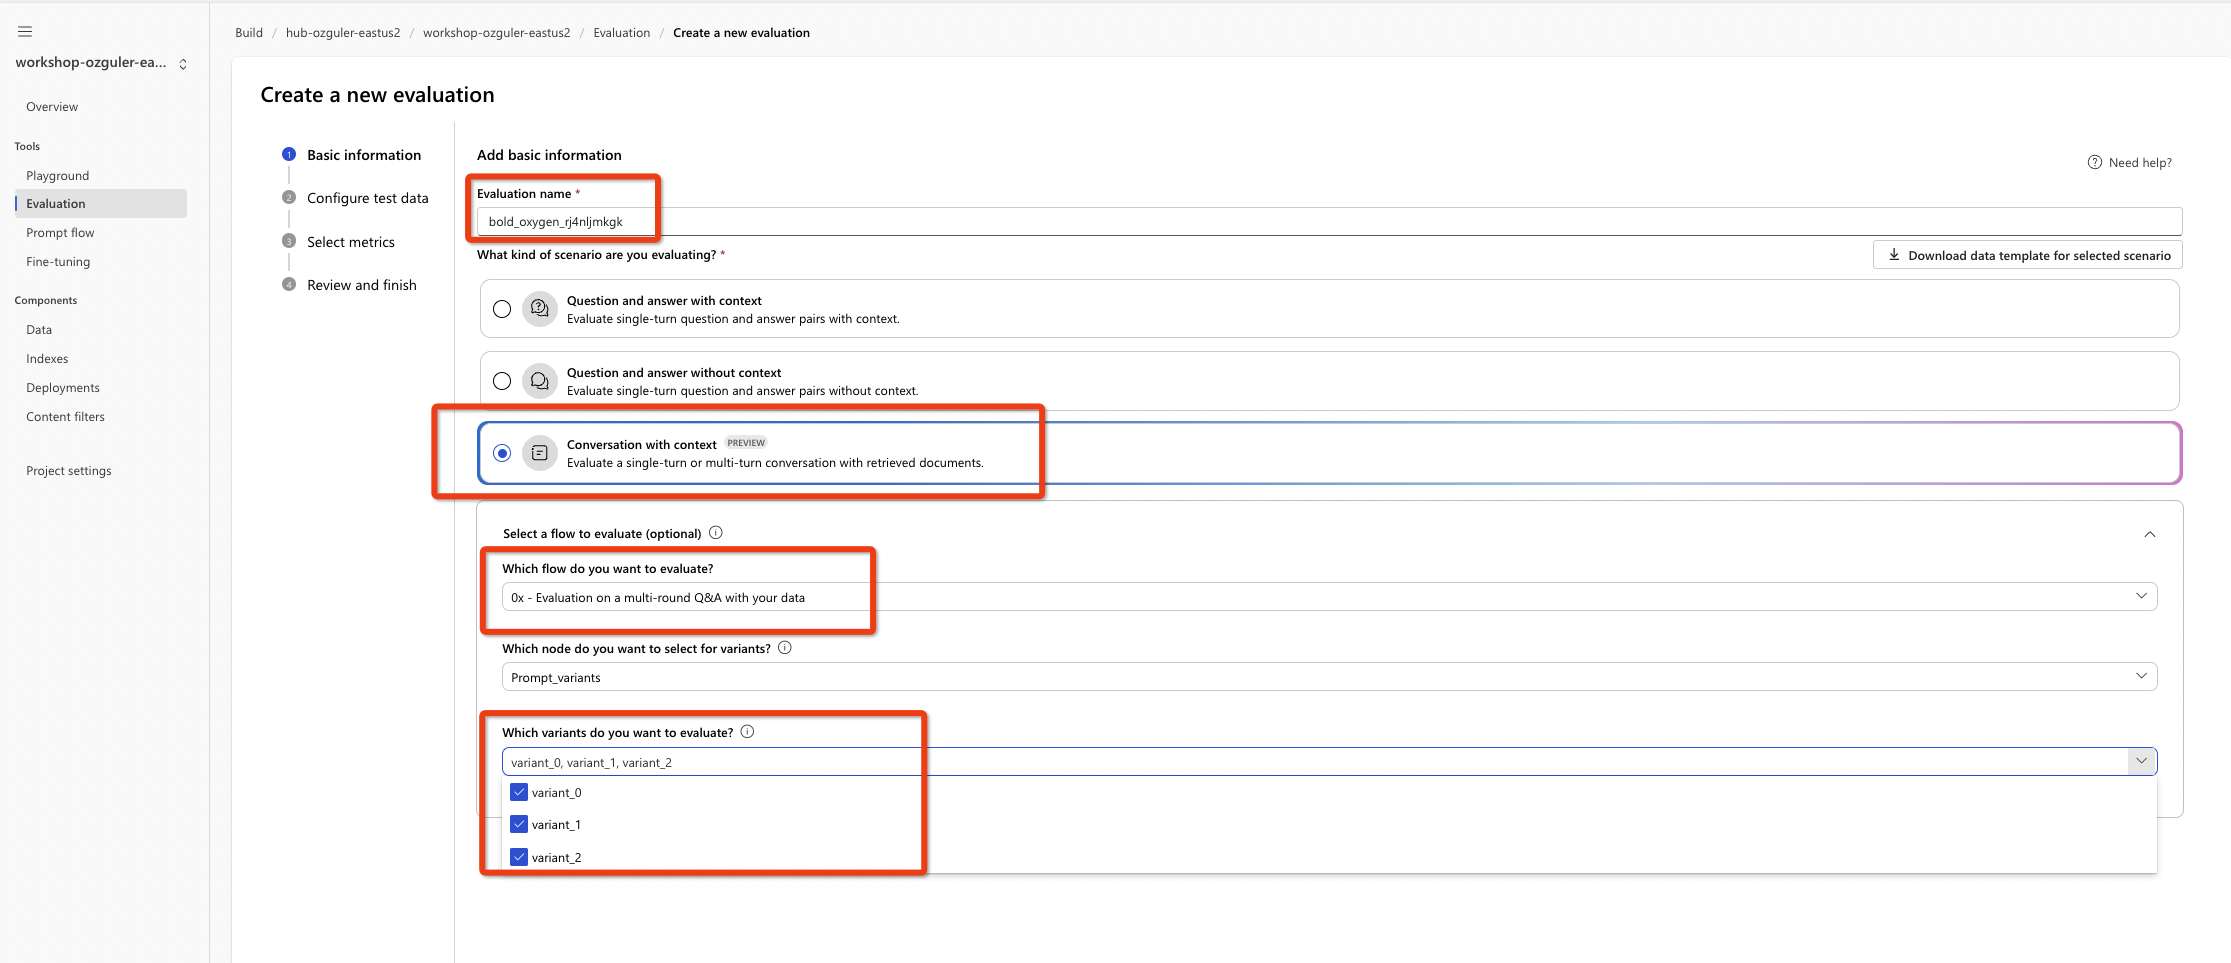 Build / hub-ozguler-eastus2 / workshop-ozguler-eastus2 / Evaluation / Create a new evaluation
workshop-ozguler-ea...
Overview
Tools
Playground
Evaluation
Prompt flow
Fine-tuning
Components
Data
Indexes
Deployments
Content filters
Project settings
Create a new evaluation
1 Basic information
2 Configure test data
3 Select metrics
4 Review and finish
Add basic information
Need help?
Evaluation name *
bold_oxygen_rj4nljmkgk
What kind of scenario are you evaluating? *
Download data template for selected scenario
Question and answer with context
Evaluate single-turn question and answer pairs with context.
Question and answer without context
Evaluate single-turn question and answer pairs without context.
Conversation with context PREVIEW
Evaluate a single-turn or multi-turn conversation with retrieved documents.
Select a flow to evaluate (optional)
Which flow do you want to evaluate?
0x - Evaluation on a multi-round Q&A with your data
Which node do you want to select for variants?
Prompt_variants
Which variants do you want to evaluate?
variant_0, variant_1, variant_2
variant_0
variant_1
variant_2